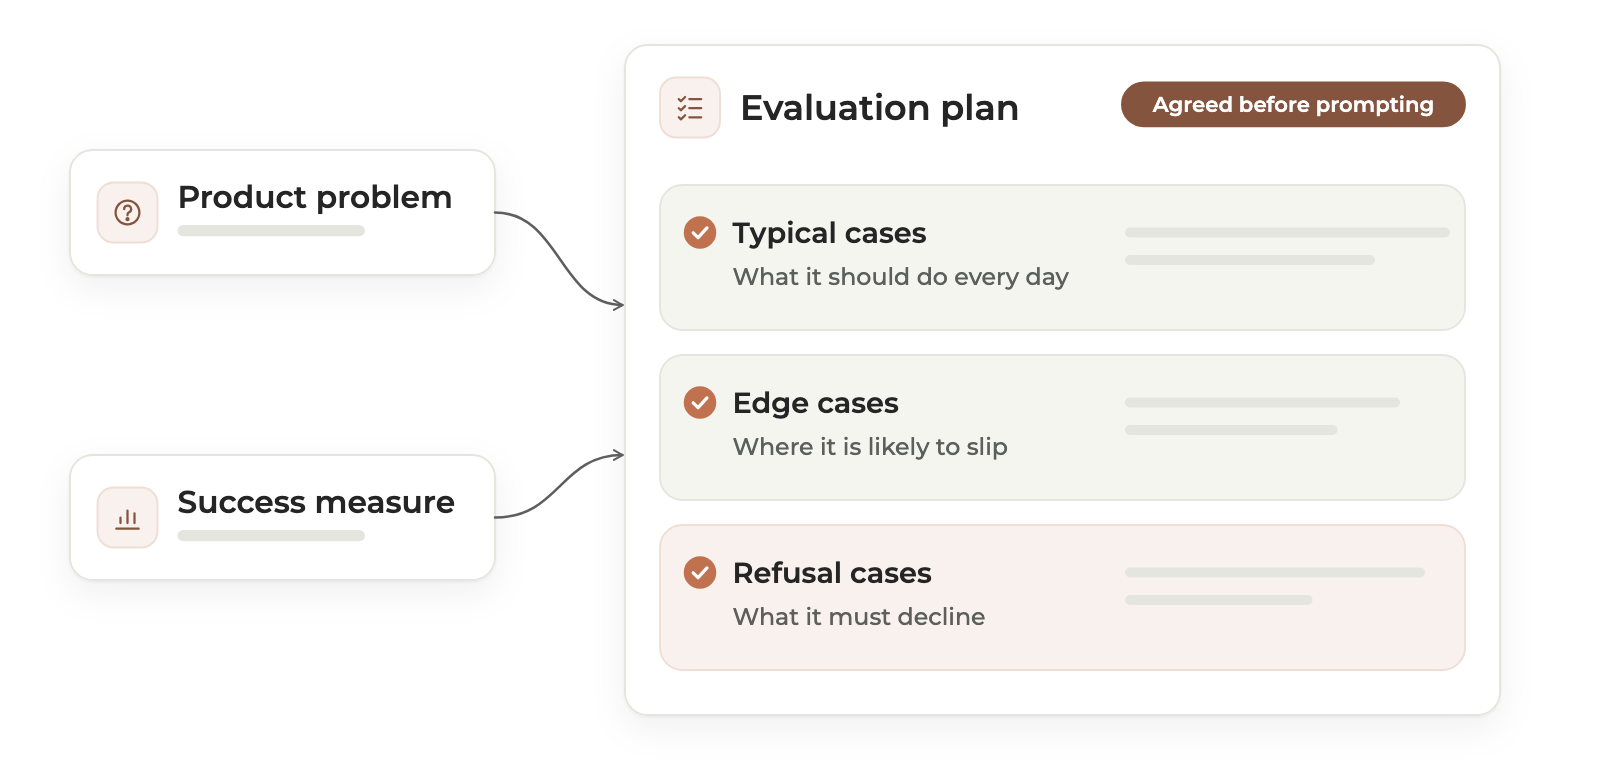 Product problem
Success measure
Evaluation plan
Agreed before prompting
Typical cases
What it should do every day
Edge cases
Where it is likely to slip
Refusal cases
What it must decline